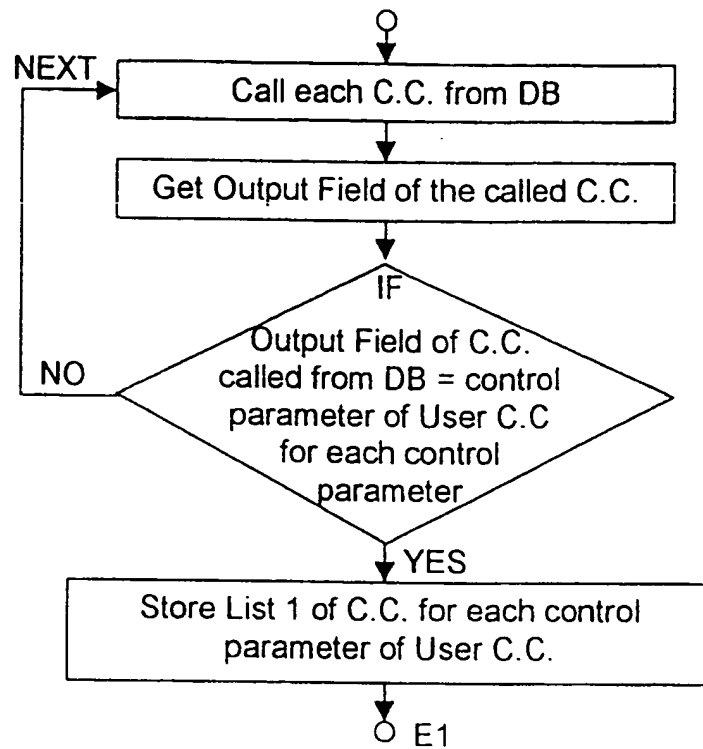 NEXT
Call each C.C. from DB
Get Output Field of the called C.C.
IF
Output Field of C.C.
called from DB = control
parameter of User C.C
for each control
parameter
NO
YES
Store List 1 of C.C. for each control
parameter of User C.C.
E1